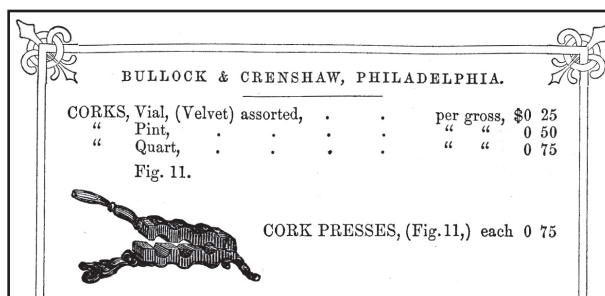 BULLOCK & CRENSHAW, PHILADELPHIA.
CORKS, Vial, (Velvet) assorted, . . per gross, $0 25
“ Pint, . . . . “ “ 0 50
“ Quart, . . . . “ “ 0 75
Fig. 11.
CORK PRESSES, (Fig.11,) each 0 75